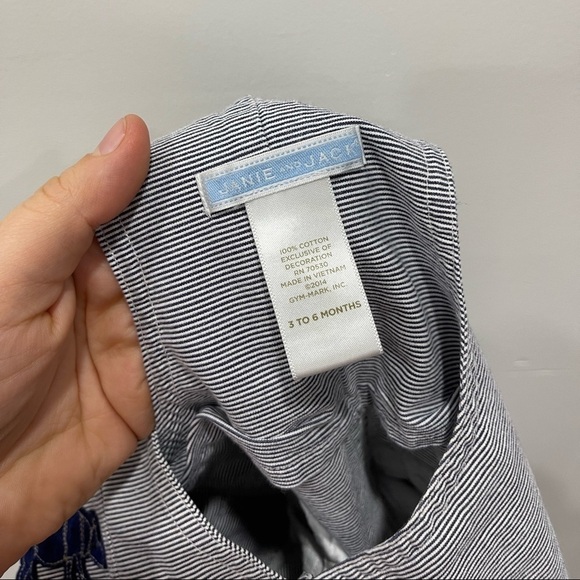 JANIE AND JACK
100% COTTON
EXCLUSIVE OF
DECORATION
RN 70530
MADE IN VIETNAM
©2014
GYM-MARK, INC.
3 TO 6 MONTHS